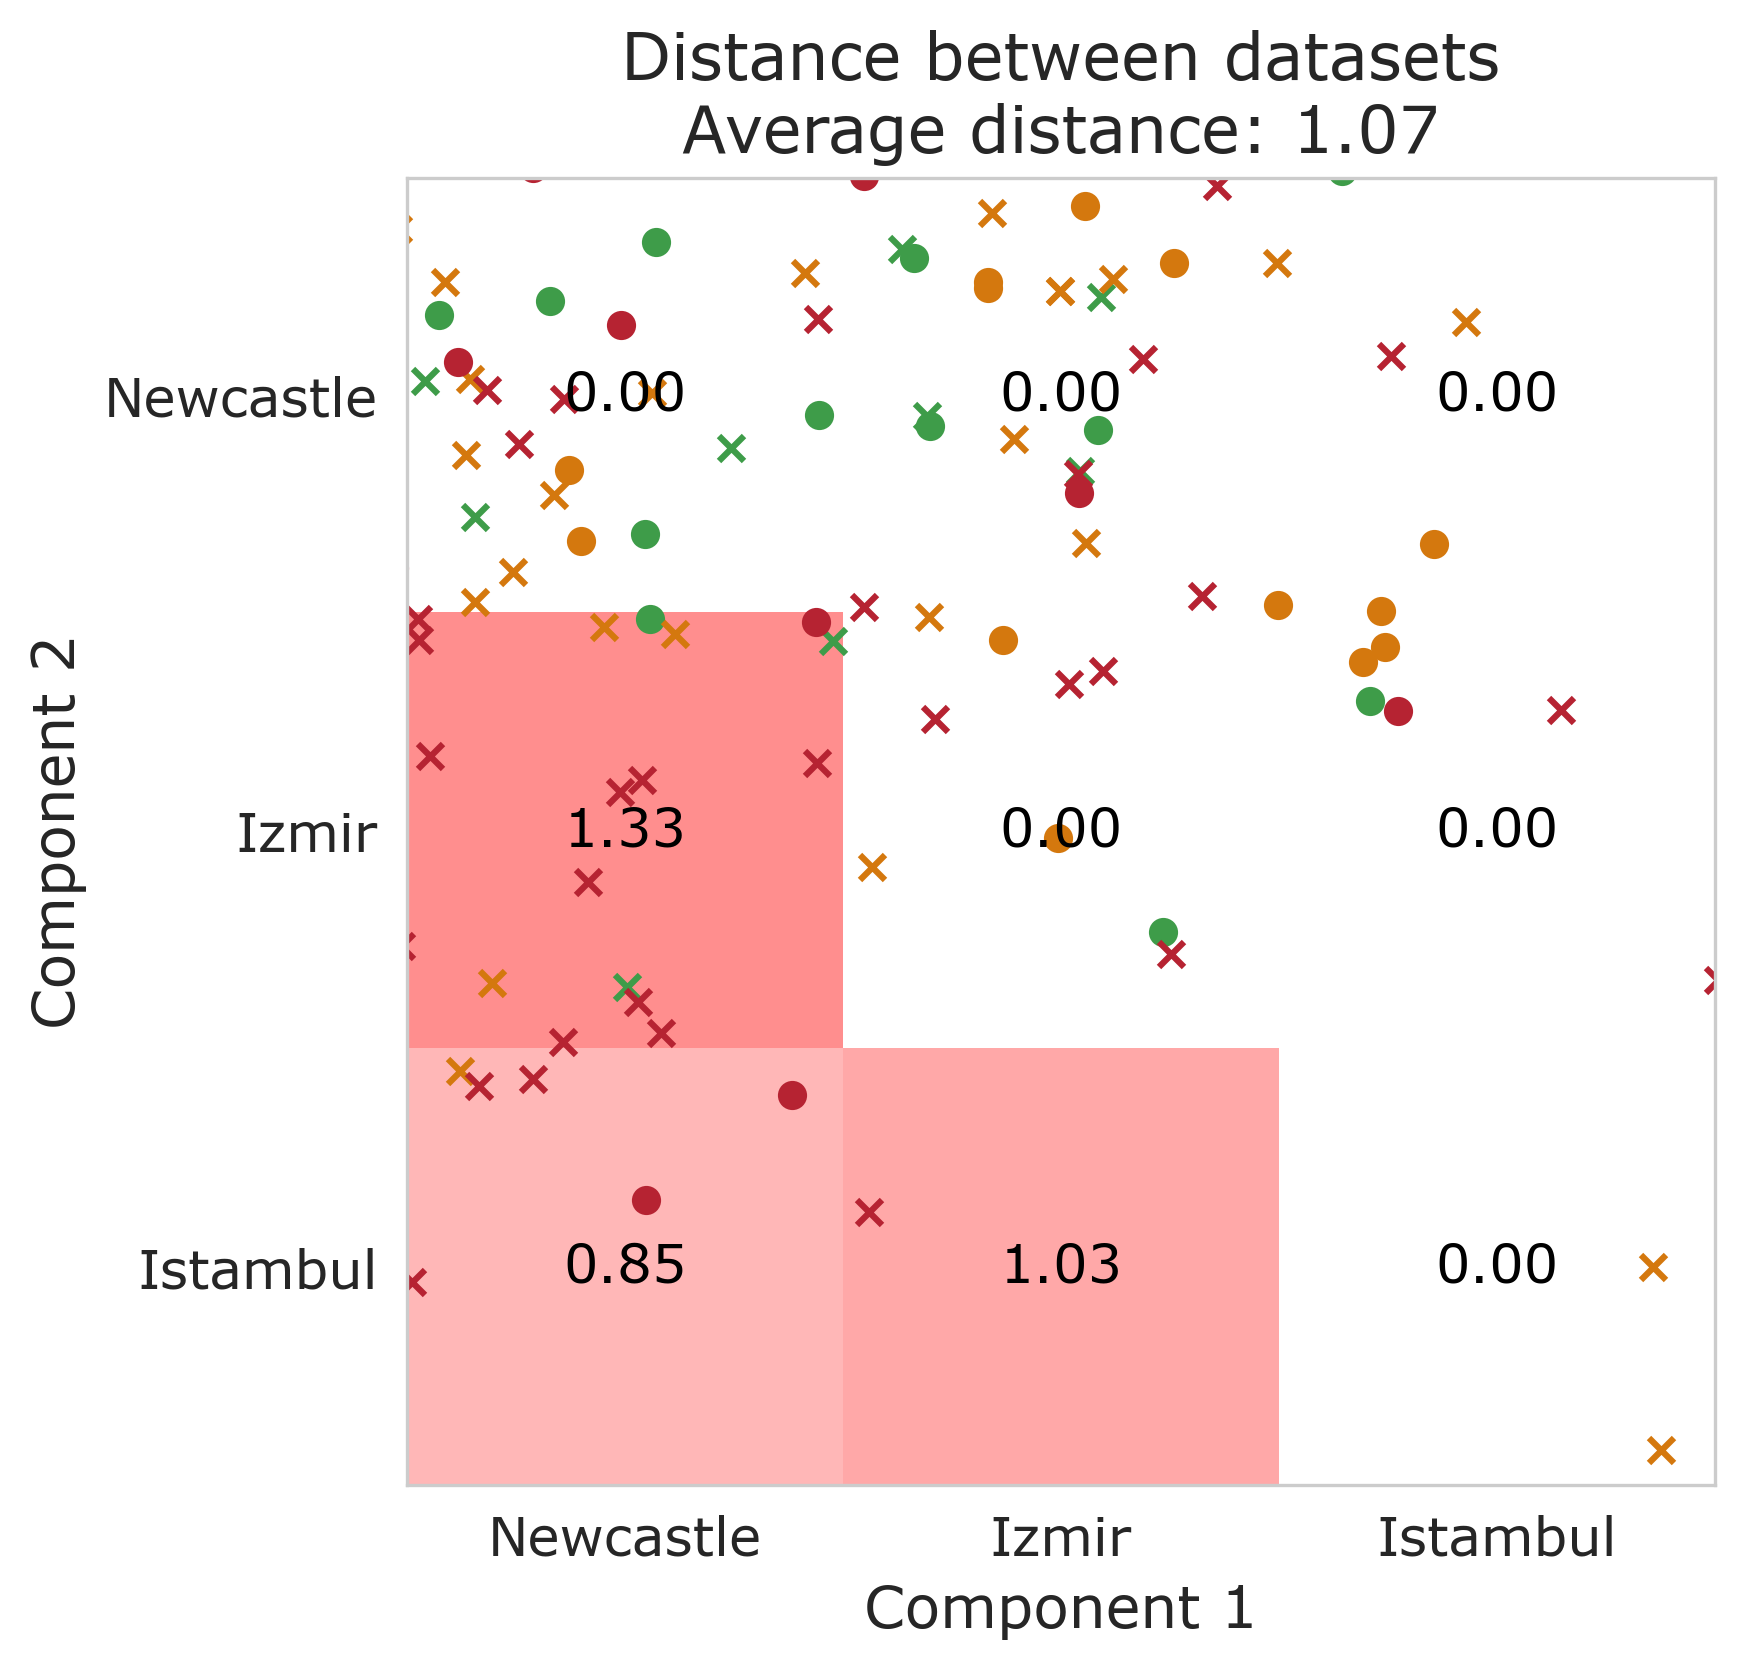 Distance between datasets
Average distance: 1.07
Newcastle 0.00 0.00 0.00
Component 2
Izmir 1.33 0.00 0.00
Istambul 0.85 1.03 0.00
Newcastle Izmir Istambul
Component 1